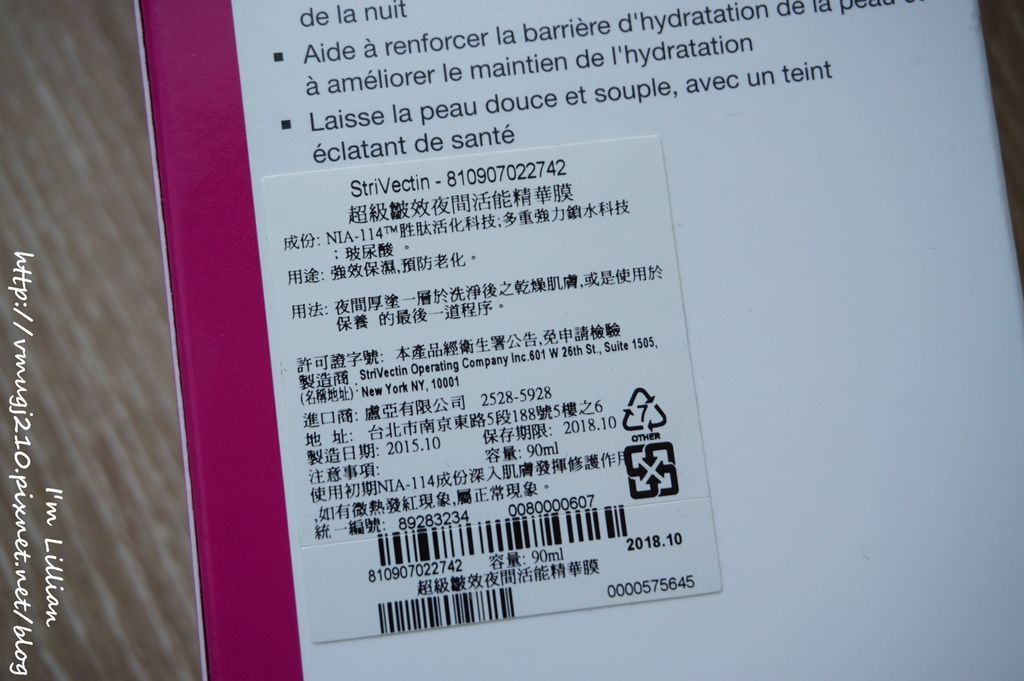 de la nuit
▪ Aide à renforcer la barrière d'hydratation de la peau et
à améliorer le maintien de l'hydratation
▪ Laisse la peau douce et souple, avec un teint
éclatant de santé
StriVectin - 810907022742
超級皺效夜間活能精華膜
成份: NIA-114™胜肽活化科技;多重強力鎖水科技
;玻尿酸 。
用途: 強效保濕,預防老化。
用法: 夜間厚塗一層於洗淨後之乾燥肌膚,或是使用於
保養 的最後一道程序。
許可證字號: 本產品經衛生署公告,免申請檢驗
製造商 StriVectin Operating Company Inc.601 W 26th St., Suite 1505,
(名稱地址): New York NY, 10001
進口商: 盧亞有限公司 2528-5928
地 址: 台北市南京東路5段188號5樓之6
製造日期: 2015.10 保存期限: 2018.10
容量: 90ml
注意事項:
使用初期NIA-114成份深入肌膚發揮修護作用
,如有微熱發紅現象,屬正常現象。
統一編號: 89283234 0080000607
7
OTHER
810907022742 容量: 90ml 2018.10
超級皺效夜間活能精華膜
0000575645
http://vmugj210.pixnet.net/blog
I'm Lillian